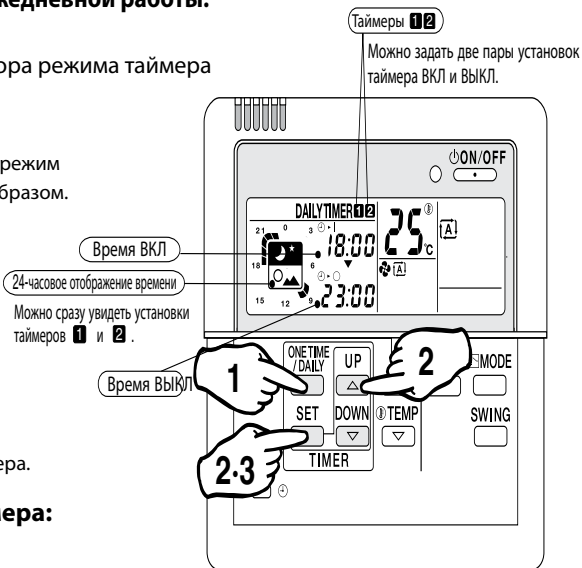 жедневной работы.
ора режима таймера
режим
бразом.
Таймеры 1 2
Можно задать две пары установок
таймера ВКЛ и ВЫКЛ.
ON/OFF
DAILY TIMER 1 2
21 0 3
18:00
25 °C
A
Время ВКЛ
18 6
A
24-часовое отображение времени
15 12 9
23:00
Можно сразу увидеть установки
таймеров 1 и 2 .
Время ВЫКЛ
ONE TIME
/DAILY
UP
MODE
1
2
SET
DOWN
TEMP
SWING
2·3
TIMER
ера.
мера: